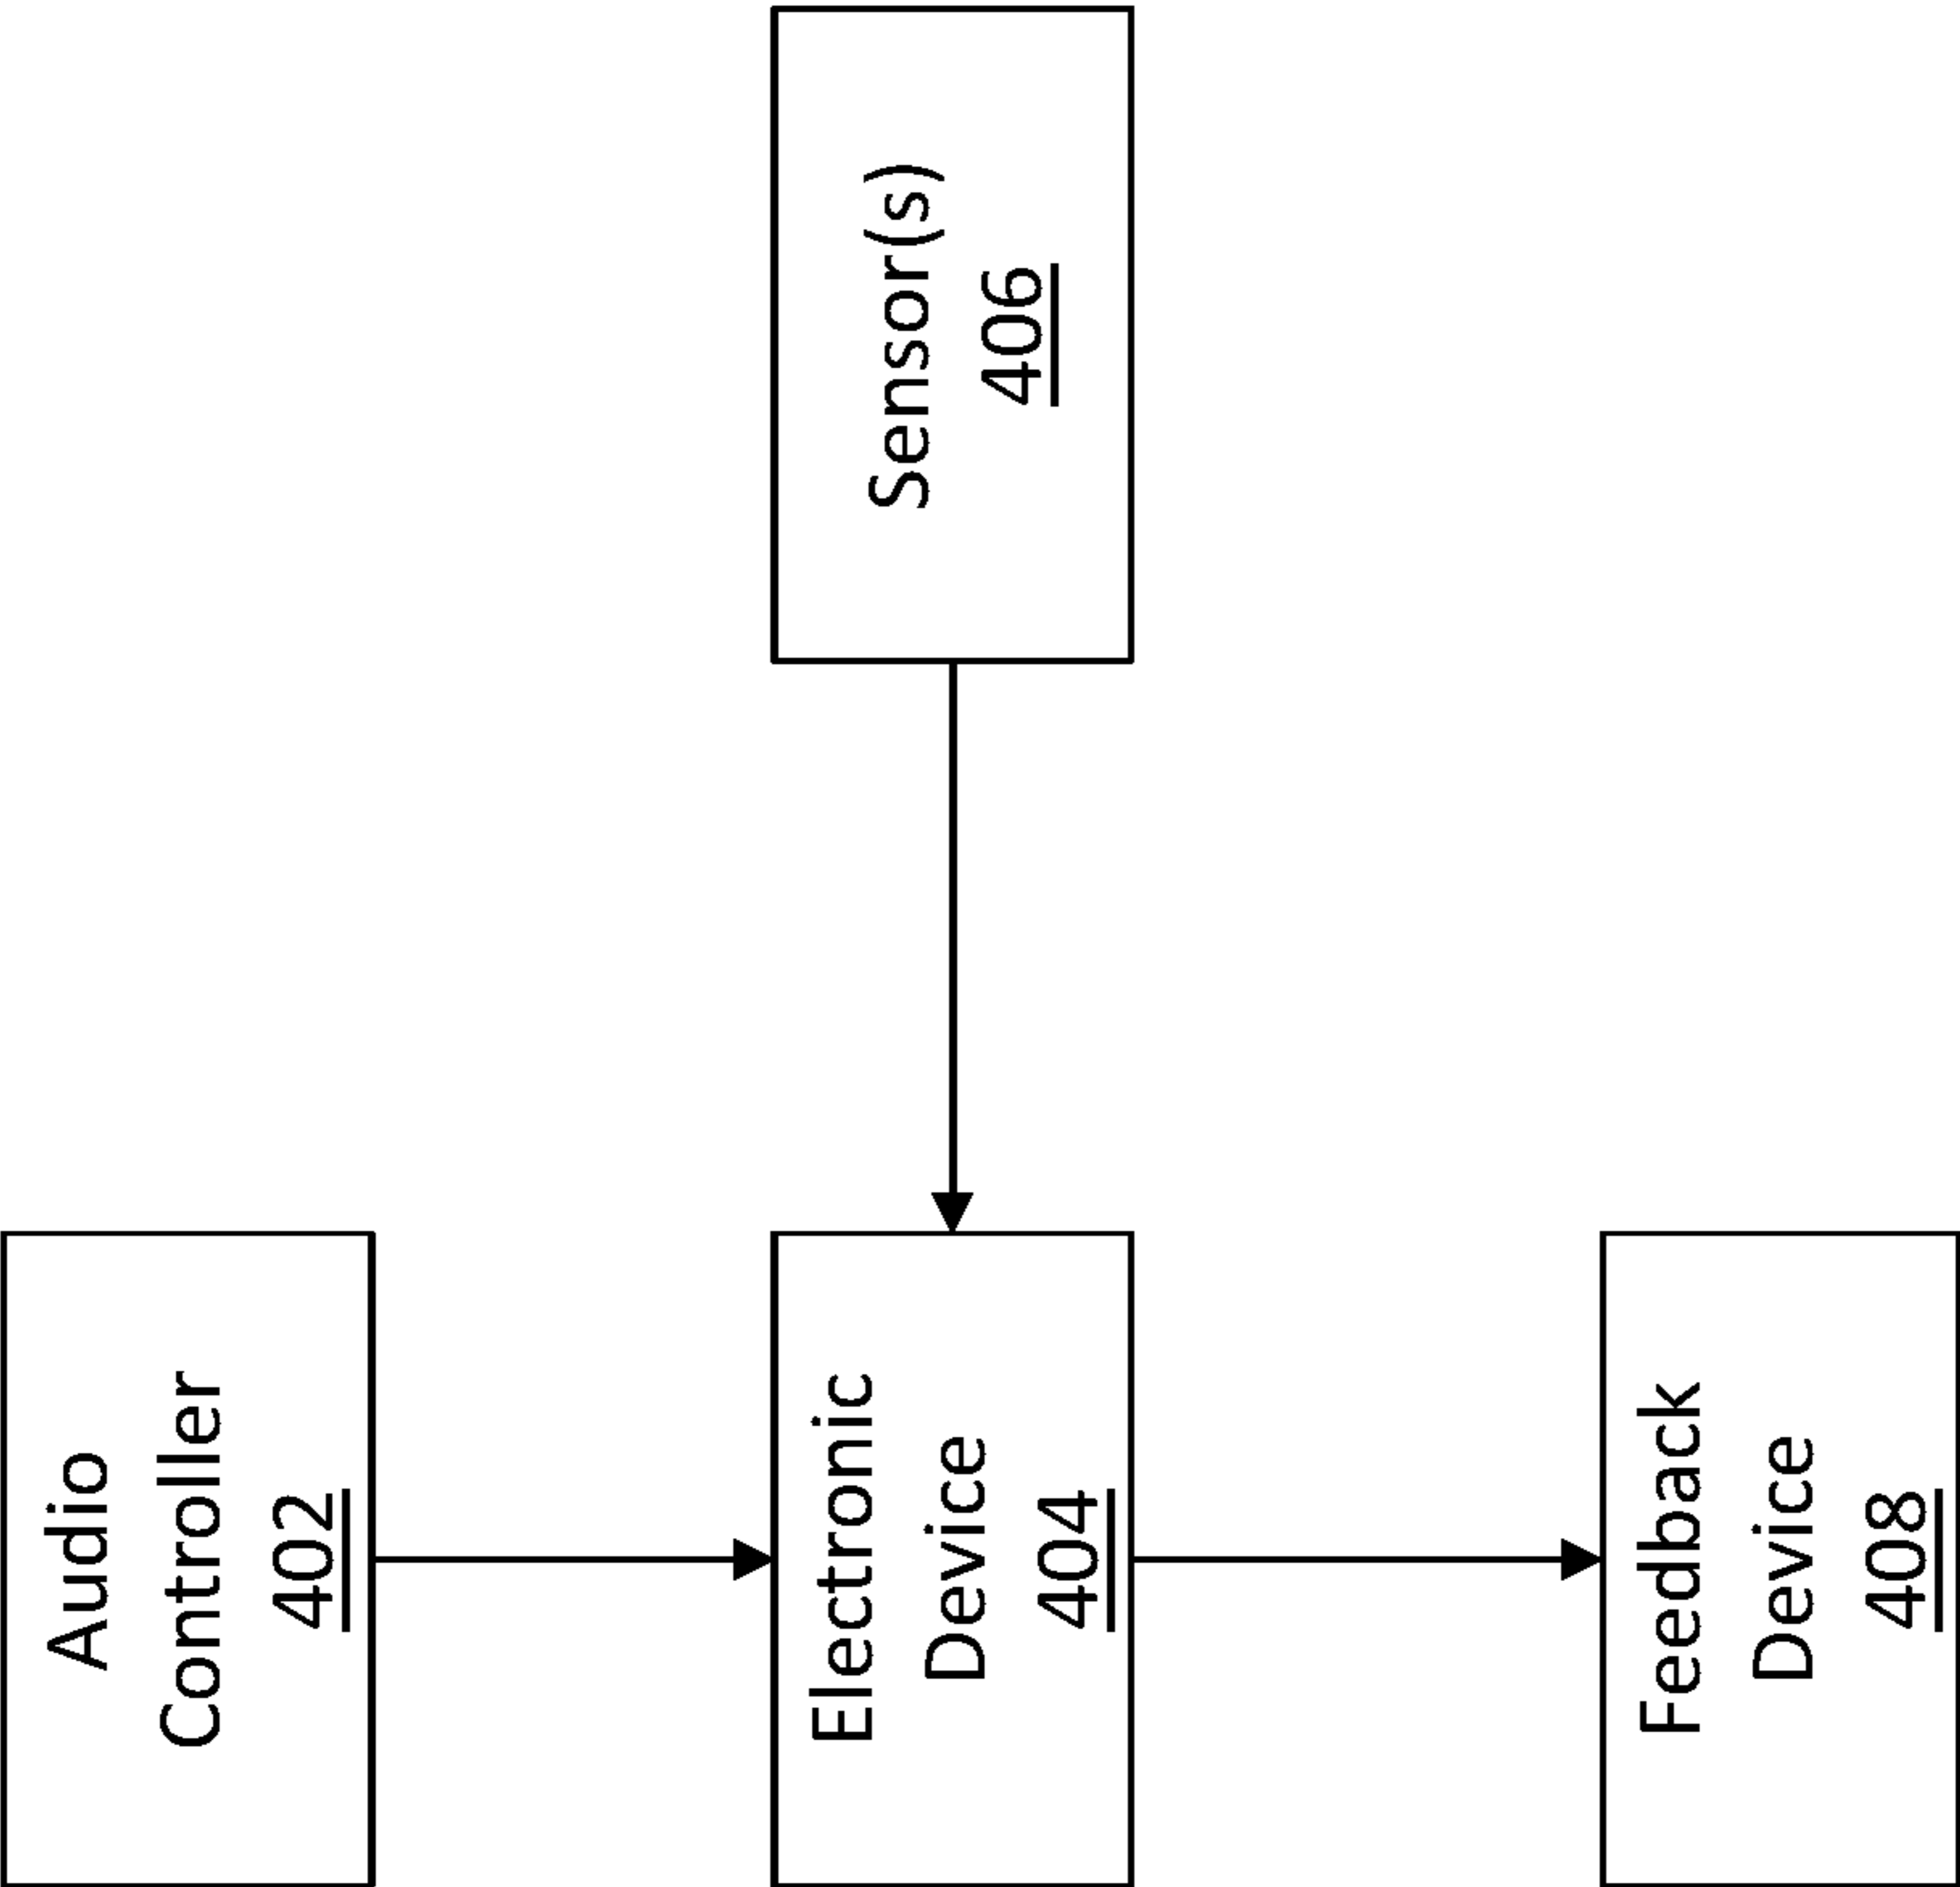 Audio
Controller
402
Electronic
Device
404
Sensor(s)
406
Feedback
Device
408